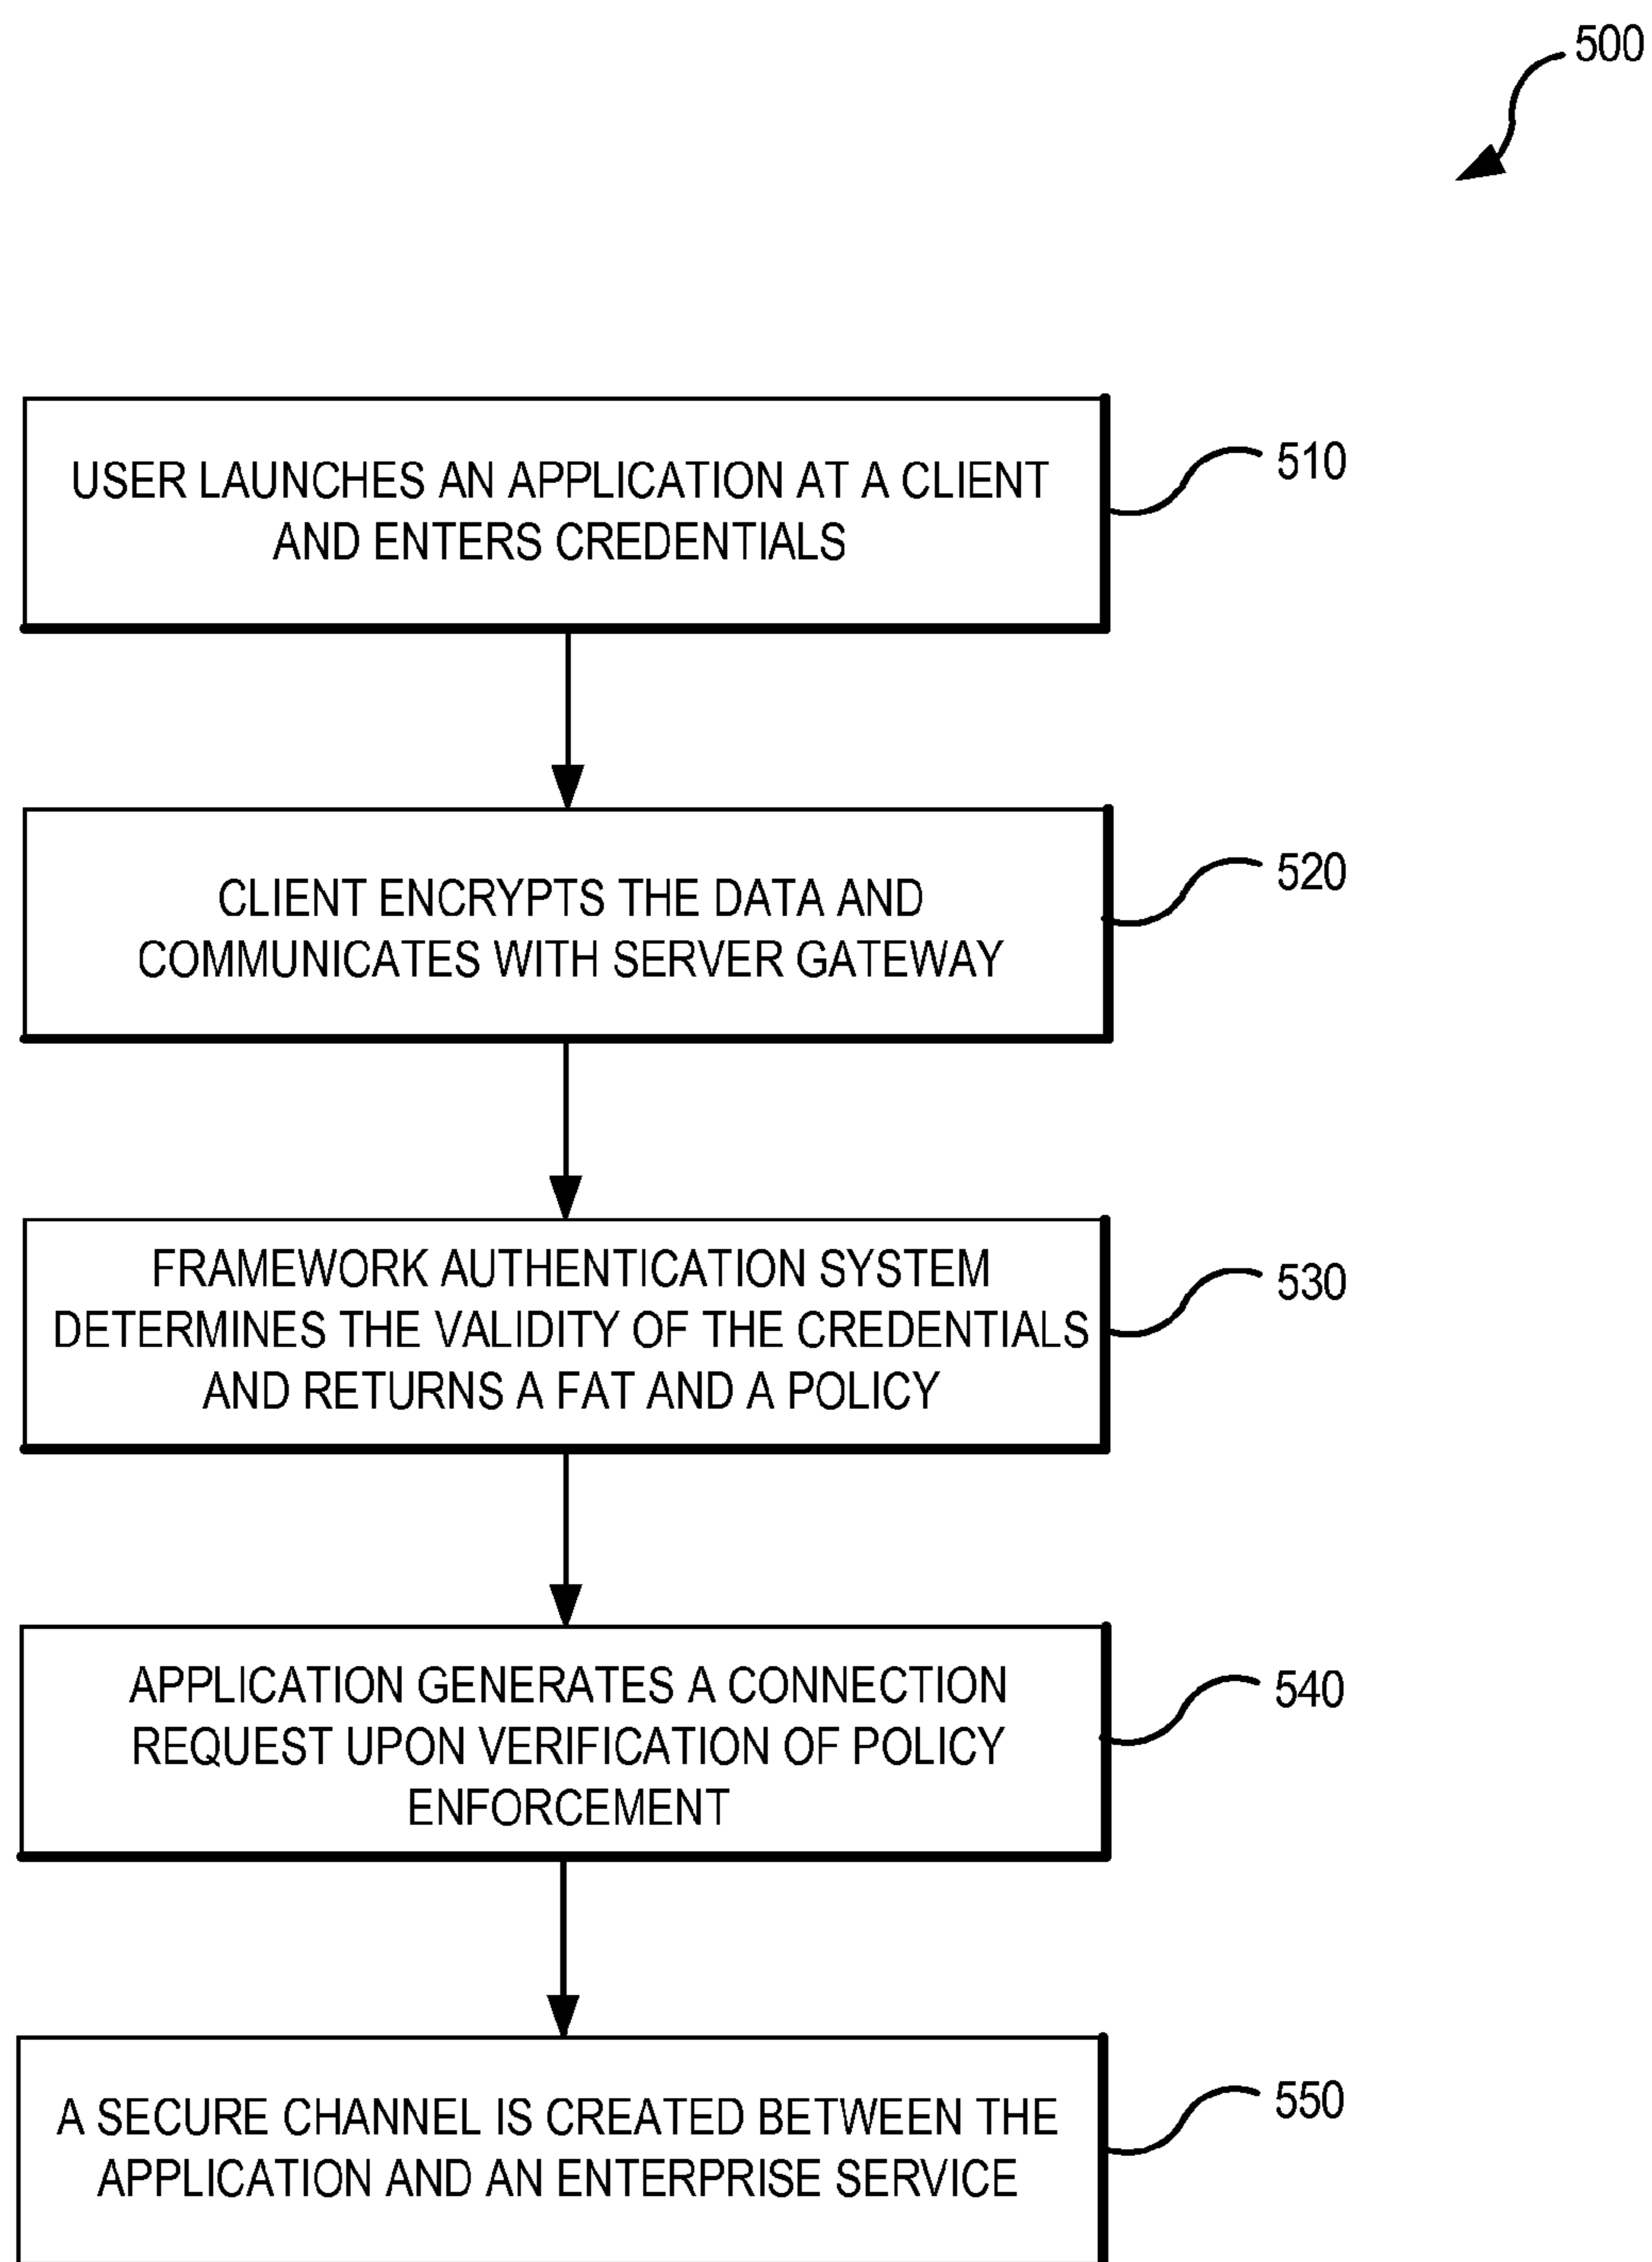 500
USER LAUNCHES AN APPLICATION AT A CLIENT
AND ENTERS CREDENTIALS
510
CLIENT ENCRYPTS THE DATA AND
COMMUNICATES WITH SERVER GATEWAY
520
FRAMEWORK AUTHENTICATION SYSTEM
DETERMINES THE VALIDITY OF THE CREDENTIALS
AND RETURNS A FAT AND A POLICY
530
APPLICATION GENERATES A CONNECTION
REQUEST UPON VERIFICATION OF POLICY
ENFORCEMENT
540
A SECURE CHANNEL IS CREATED BETWEEN THE
APPLICATION AND AN ENTERPRISE SERVICE
550